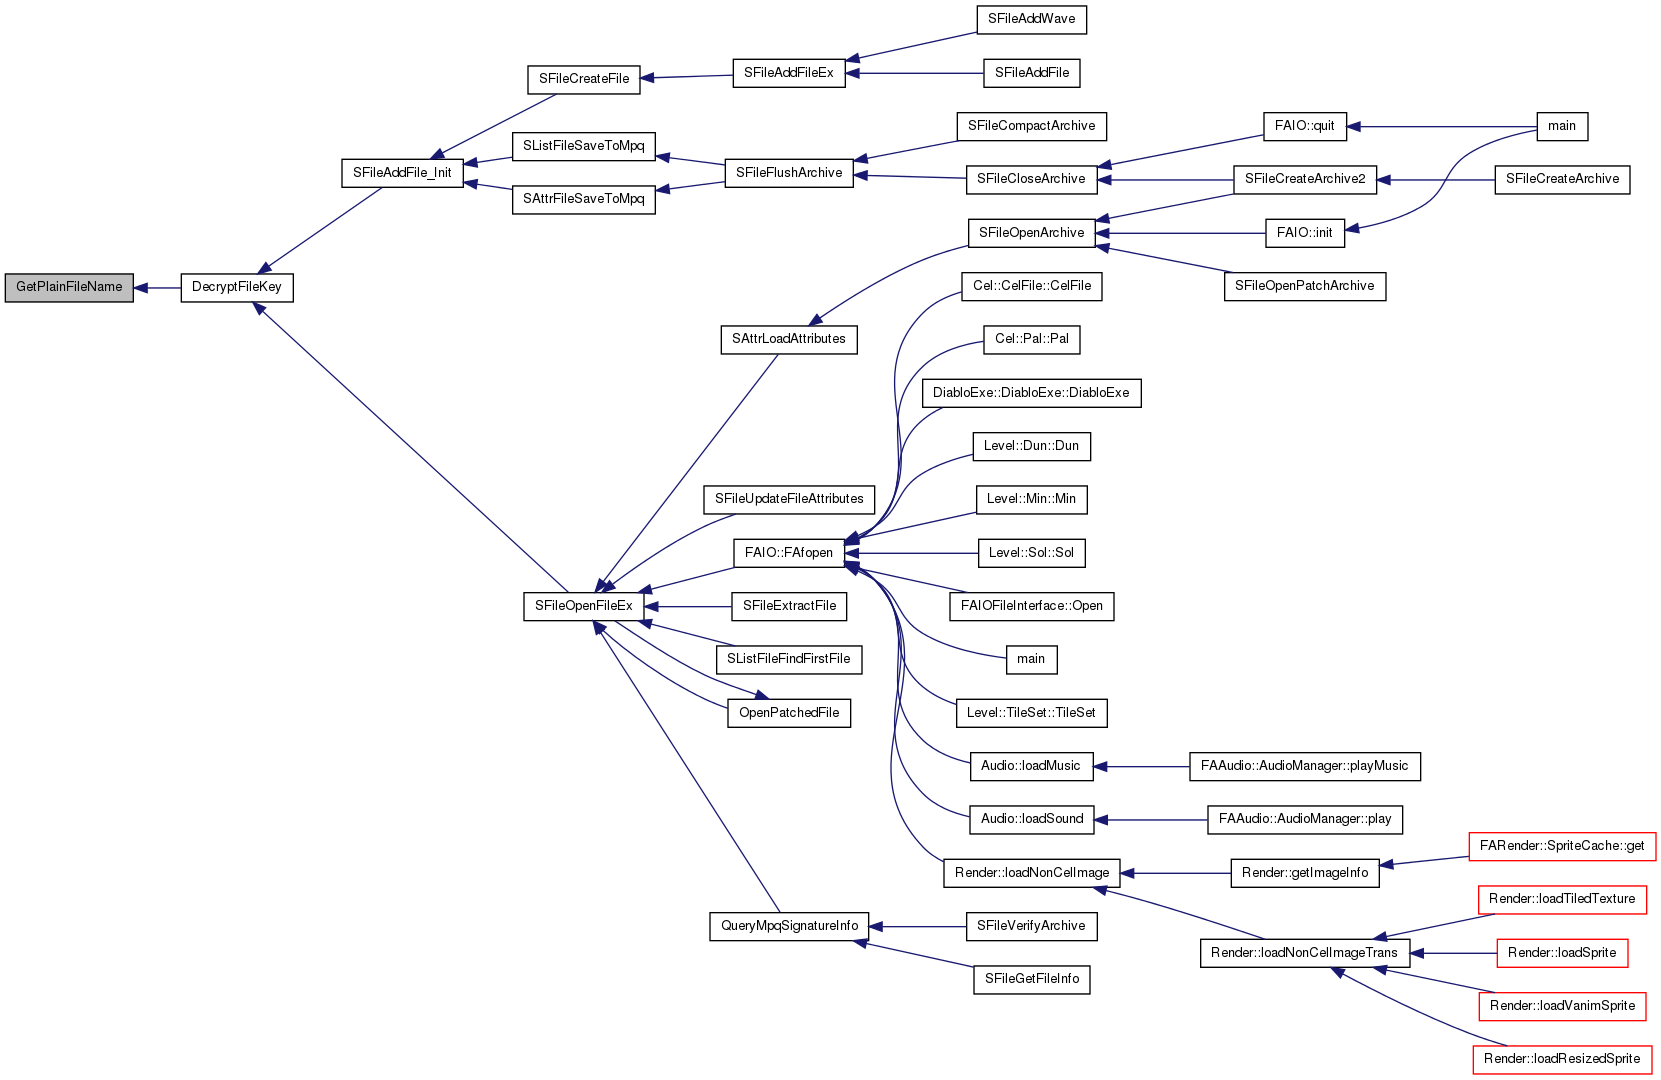 SFileAddWave
SFileCreateFile
SFileAddFileEx
SFileAddFile
SFileCompactArchive
FAIO::quit
main
SListFileSaveToMpq
SFileAddFile_Init
SFileFlushArchive
SFileCloseArchive
SFileCreateArchive2
SFileCreateArchive
SAttrFileSaveToMpq
SFileOpenArchive
FAIO::init
GetPlainFileName
DecryptFileKey
Cel::CelFile::CelFile
SFileOpenPatchArchive
SAttrLoadAttributes
Cel::Pal::Pal
DiabloExe::DiabloExe::DiabloExe
Level::Dun::Dun
SFileUpdateFileAttributes
Level::Min::Min
FAIO::FAfopen
Level::Sol::Sol
SFileOpenFileEx
SFileExtractFile
FAIOFileInterface::Open
SListFileFindFirstFile
main
OpenPatchedFile
Level::TileSet::TileSet
Audio::loadMusic
FAAudio::AudioManager::playMusic
Audio::loadSound
FAAudio::AudioManager::play
FARender::SpriteCache::get
Render::loadNonCelImage
Render::getImageInfo
Render::loadTiledTexture
QueryMpqSignatureInfo
SFileVerifyArchive
Render::loadNonCelImageTrans
Render::loadSprite
SFileGetFileInfo
Render::loadVanimSprite
Render::loadResizedSprite